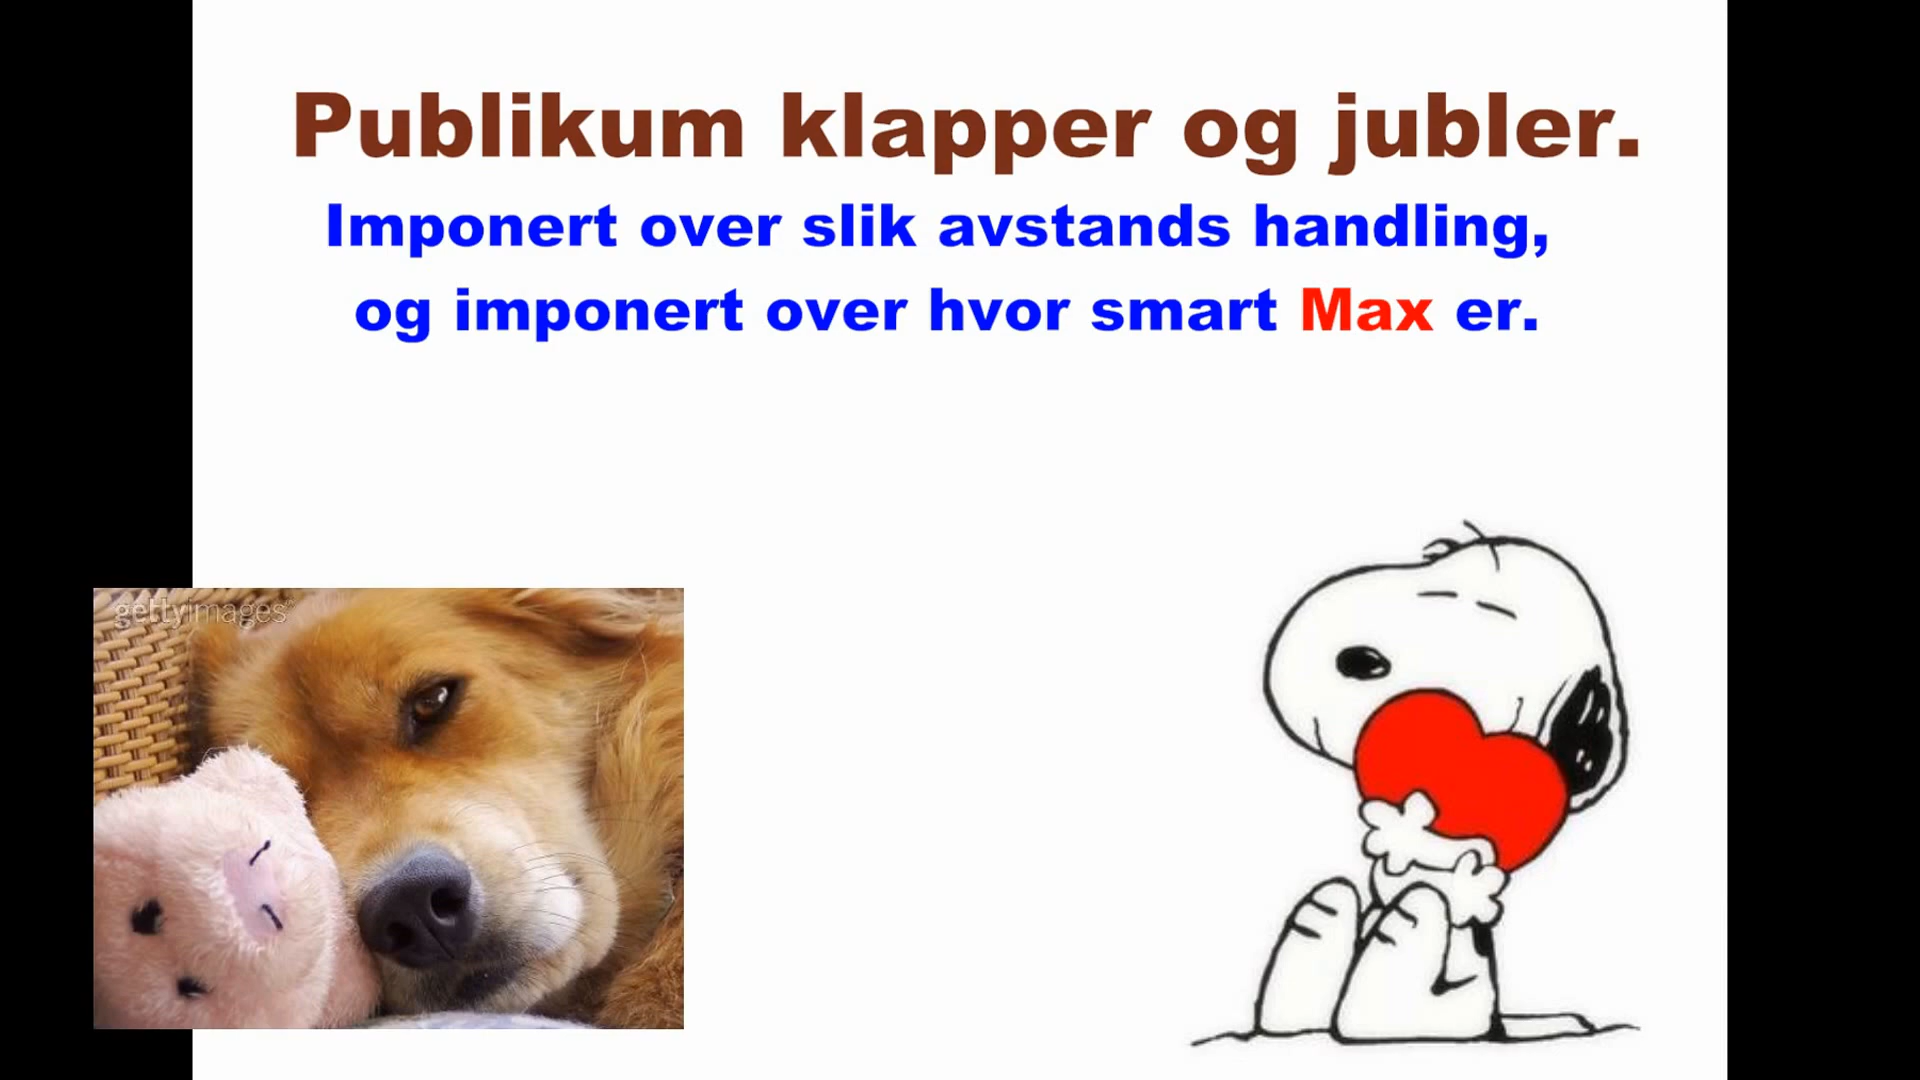 Publikum klapper og jubler.
Imponert over slik avstands handling,
og imponert over hvor smart Max er.
gettyimages